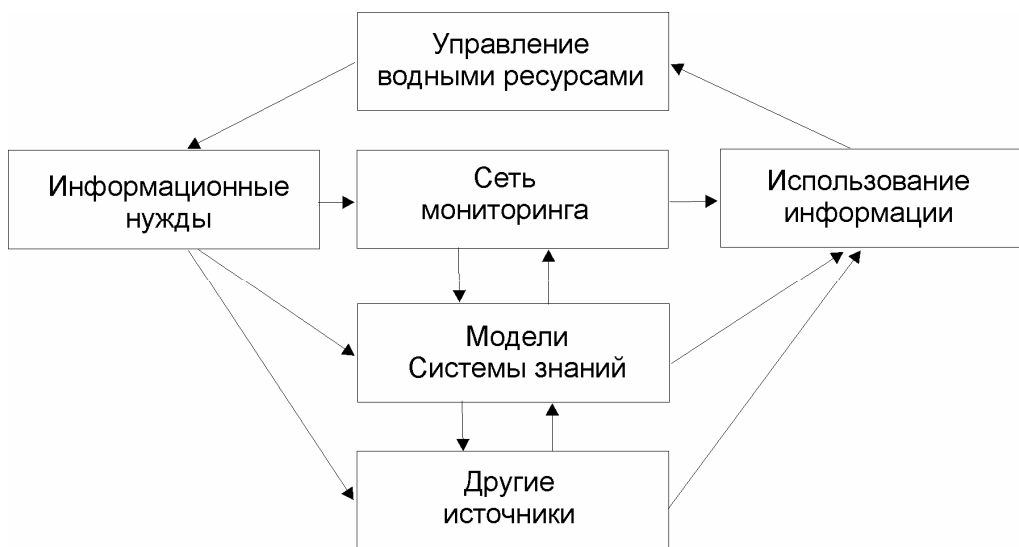 Управление
водными ресурсами
Информационные
нужды
Сеть
мониторинга
Использование
информации
Модели
Системы знаний
Другие
источники